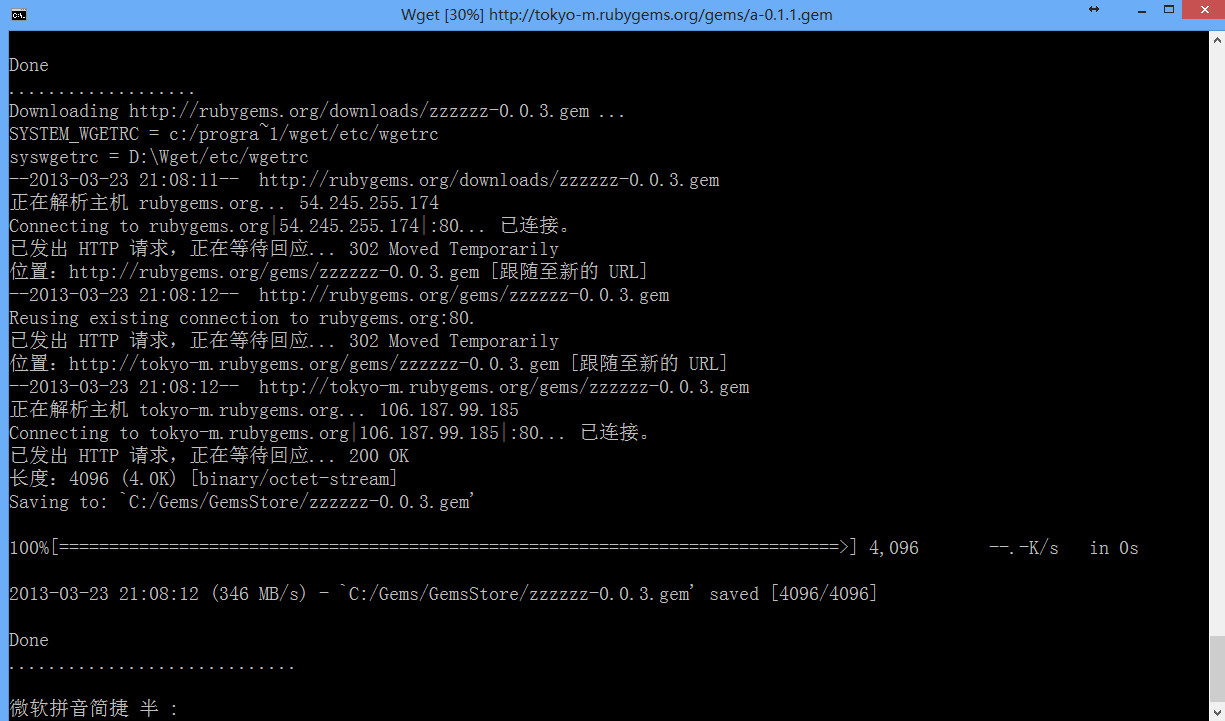 Wget [30%] http://tokyo-m.rubygems.org/gems/a-0.1.1.gem
Done
...................
Downloading http://rubygems.org/downloads/zzzzzz-0.0.3.gem ...
SYSTEM_WGETRC = c:/progra~1/wget/etc/wgetrc
syswgetrc = D:\Wget/etc/wgetrc
--2013-03-23 21:08:11--  http://rubygems.org/downloads/zzzzzz-0.0.3.gem
正在解析主机 rubygems.org... 54.245.255.174
Connecting to rubygems.org|54.245.255.174|:80... 已连接。
已发出 HTTP 请求，正在等待回应... 302 Moved Temporarily
位置：http://rubygems.org/gems/zzzzzz-0.0.3.gem [跟随至新的 URL]
--2013-03-23 21:08:12--  http://rubygems.org/gems/zzzzzz-0.0.3.gem
Reusing existing connection to rubygems.org:80.
已发出 HTTP 请求，正在等待回应... 302 Moved Temporarily
位置：http://tokyo-m.rubygems.org/gems/zzzzzz-0.0.3.gem [跟随至新的 URL]
--2013-03-23 21:08:12--  http://tokyo-m.rubygems.org/gems/zzzzzz-0.0.3.gem
正在解析主机 tokyo-m.rubygems.org... 106.187.99.185
Connecting to tokyo-m.rubygems.org|106.187.99.185|:80... 已连接。
已发出 HTTP 请求，正在等待回应... 200 OK
长度：4096 (4.0K) [binary/octet-stream]
Saving to: `C:/Gems/GemsStore/zzzzzz-0.0.3.gem'
100%[==============================================================================>] 4,096       --.-K/s   in 0s
2013-03-23 21:08:12 (346 MB/s) - `C:/Gems/GemsStore/zzzzzz-0.0.3.gem' saved [4096/4096]
Done
.............................
微软拼音简捷 半 :